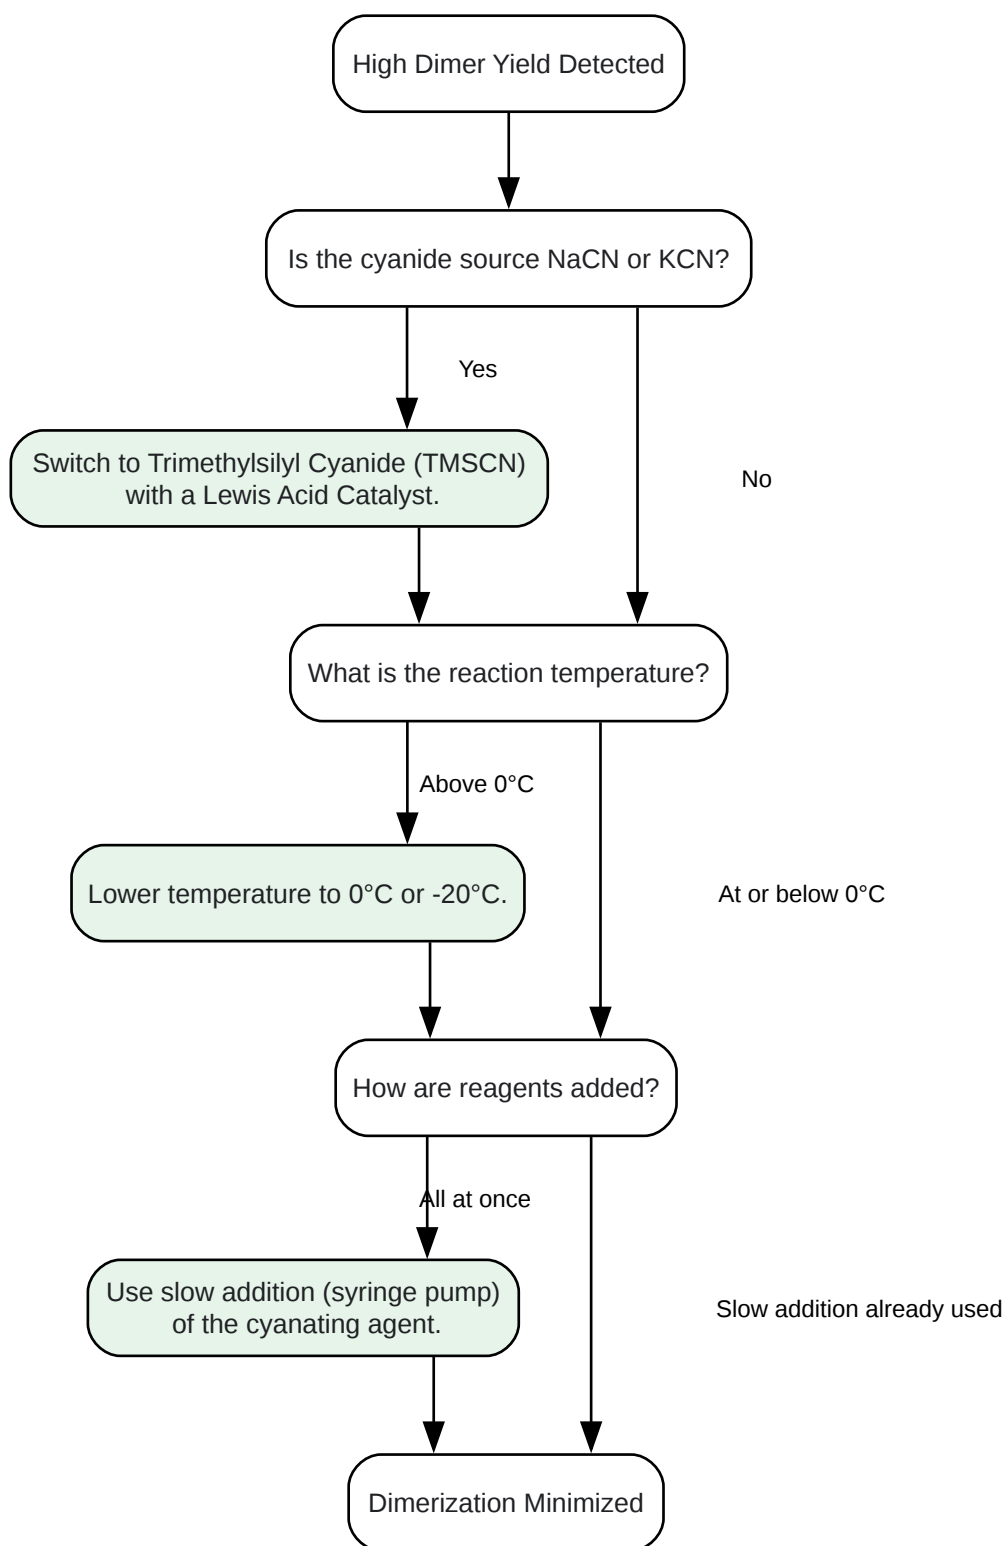 High Dimer Yield Detected
Is the cyanide source NaCN or KCN?
Yes
Switch to Trimethylsilyl Cyanide (TMSCN)
with a Lewis Acid Catalyst.
No
What is the reaction temperature?
Above 0°C
Lower temperature to 0°C or -20°C.
At or below 0°C
How are reagents added?
All at once
Use slow addition (syringe pump)
of the cyanating agent.
Slow addition already used
Dimerization Minimized